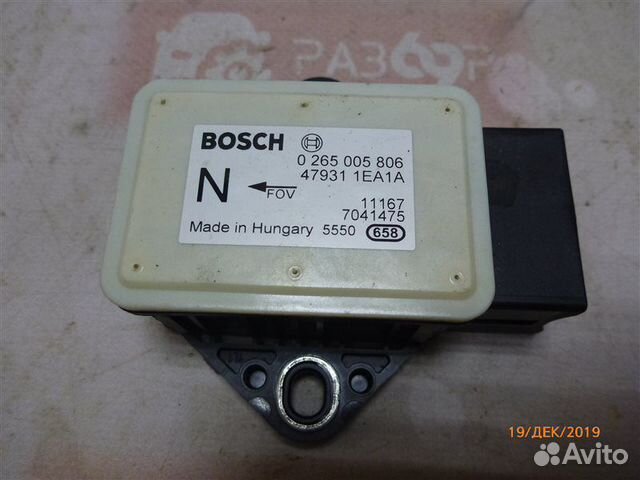 РАЗ69РУ
BOSCH
0 265 005 806
47931 1EA1A
N
FOV
11167
7041475
Made in Hungary 5550 658
19/ДЕК/2019
Avito